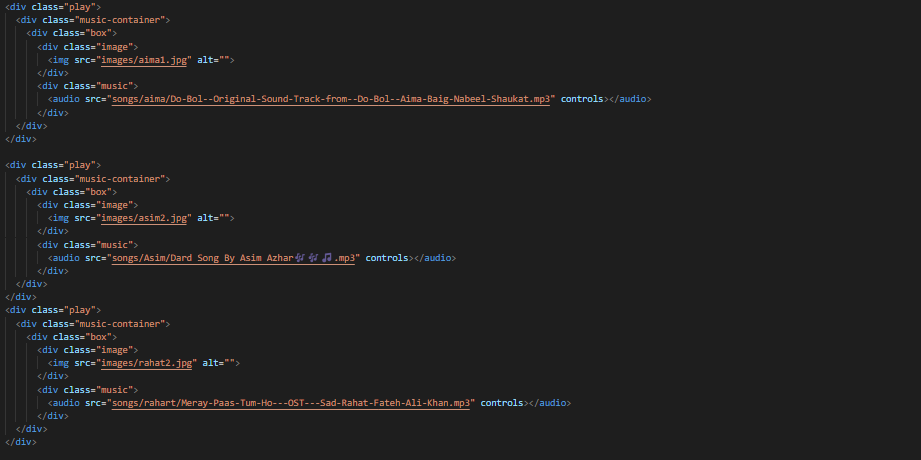 <div class="play">
  <div class="music-container">
    <div class="box">
      <div class="image">
        <img src="images/aima1.jpg" alt="">
      </div>
      <div class="music">
        <audio src="songs/aima/Do-Bol--Original-Sound-Track-from--Do-Bol--Aima-Baig-Nabeel-Shaukat.mp3" controls></audio>
      </div>
  </div>
</div>

<div class="play">
  <div class="music-container">
    <div class="box">
      <div class="image">
        <img src="images/asim2.jpg" alt="">
      </div>
      <div class="music">
        <audio src="songs/Asim/Dard Song By Asim Azhar🎶🎶🎵.mp3" controls></audio>
      </div>
  </div>
</div>
<div class="play">
  <div class="music-container">
    <div class="box">
      <div class="image">
        <img src="images/rahat2.jpg" alt="">
      </div>
      <div class="music">
        <audio src="songs/rahart/Meray-Paas-Tum-Ho---OST---Sad-Rahat-Fateh-Ali-Khan.mp3" controls></audio>
      </div>
  </div>
</div>